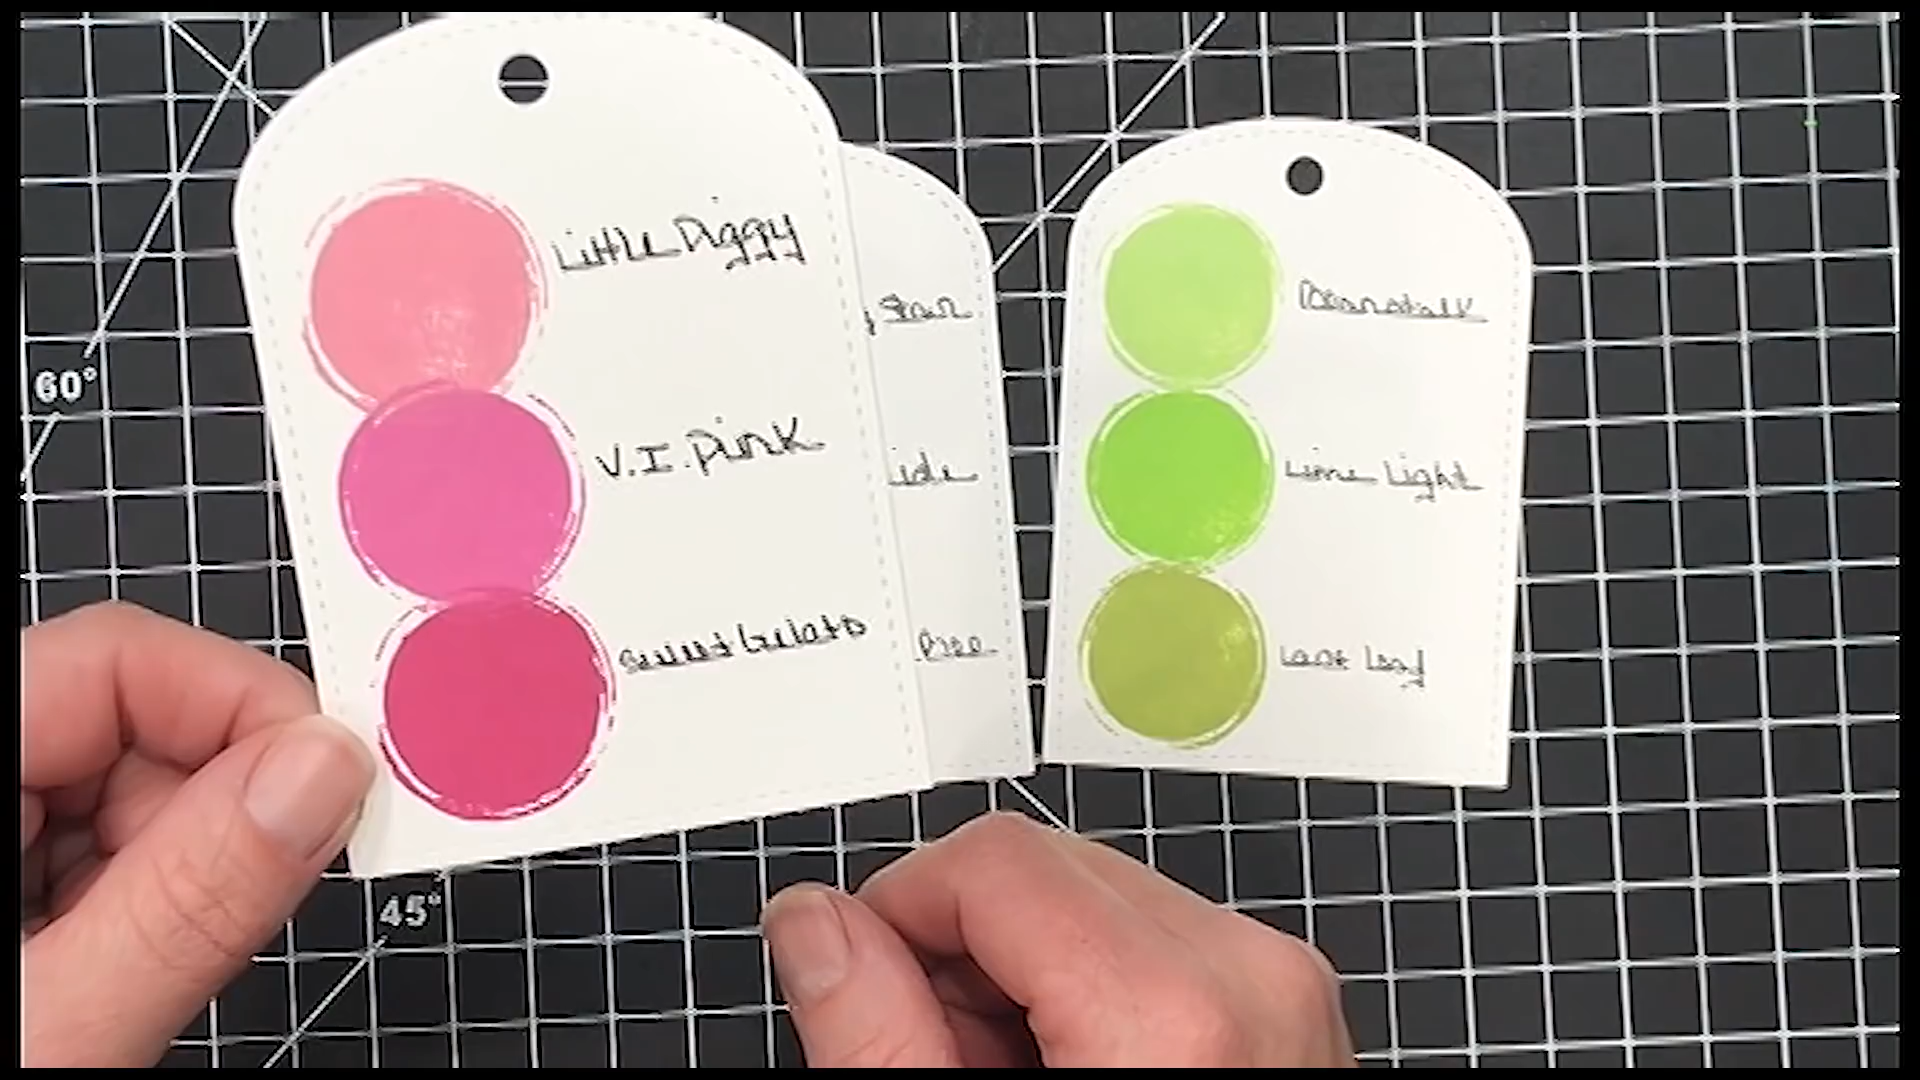 Little Piggy
V.I. Pink
Sweet Gelato
Beanstalk
Lime Light
Last Leaf
60°
45°